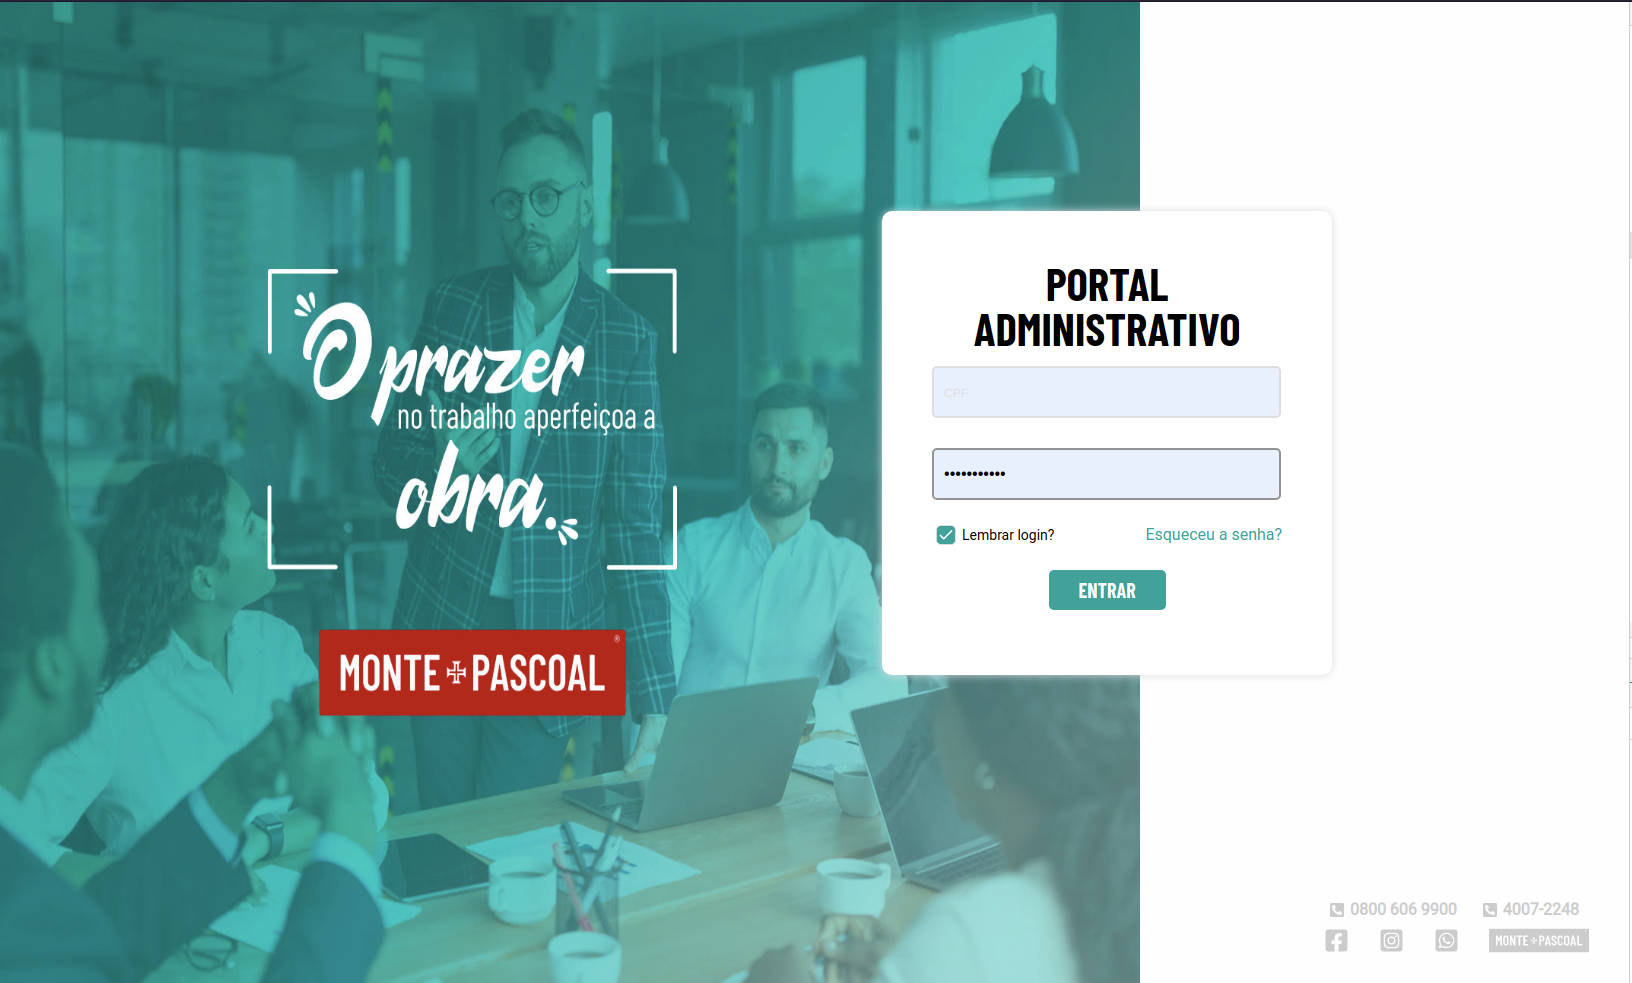 O prazer
no trabalho aperfeiçoa a
obra.
MONTE PASCOAL
®
PORTAL
ADMINISTRATIVO
CPF
•••••••••••
Lembrar login?
Esqueceu a senha?
ENTRAR
0800 606 9900
4007-2248
MONTE PASCOAL